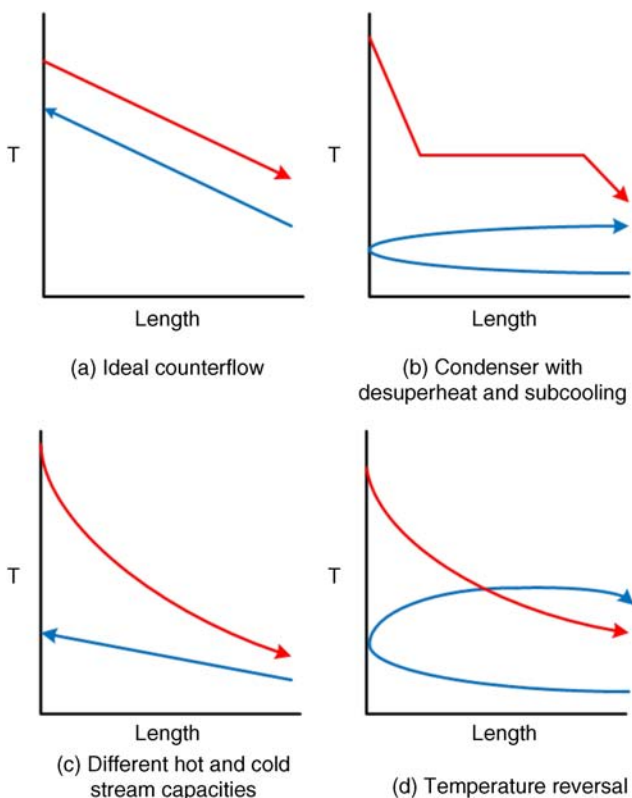 T
Length
(a) Ideal counterflow
T
Length
(b) Condenser with
desuperheat and subcooling
T
Length
(c) Different hot and cold
stream capacities
T
Length
(d) Temperature reversal